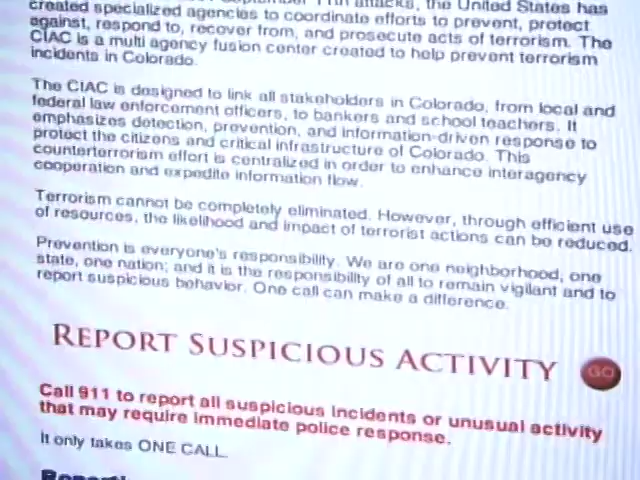 September 11th attacks, the United States has
created specialized agencies to coordinate efforts to prevent, protect
against, respond to, recover from, and prosecute acts of terrorism. The
CIAC is a multi agency fusion center created to help prevent terrorism
incidents in Colorado.
The CIAC is designed to link all stakeholders in Colorado, from local and
federal law enforcement officers, to bankers and school teachers. It
emphasizes detection, prevention, and information-driven response to
protect the citizens and critical infrastructure of Colorado. This
counterterrorism effort is centralized in order to enhance interagency
cooperation and expedite information flow.
Terrorism cannot be completely eliminated. However, through efficient use
of resources, the likelihood and impact of terrorist actions can be reduced.
Prevention is everyone's responsibility. We are one neighborhood, one
state, one nation; and it is the responsibility of all to remain vigilant and to
report suspicious behavior. One call can make a difference.
REPORT SUSPICIOUS ACTIVITY GO
Call 911 to report all suspicious incidents or unusual activity
that may require immediate police response.
It only takes ONE CALL.